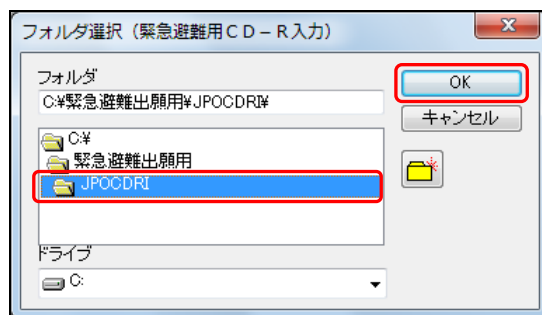 フォルダ選択（緊急避難用ＣＤ－Ｒ入力）
フォルダ
C:¥緊急避難出願用¥JPOCDRI¥
OK
キャンセル
C:¥
緊急避難出願用
JPOCDRI
ドライブ
C: